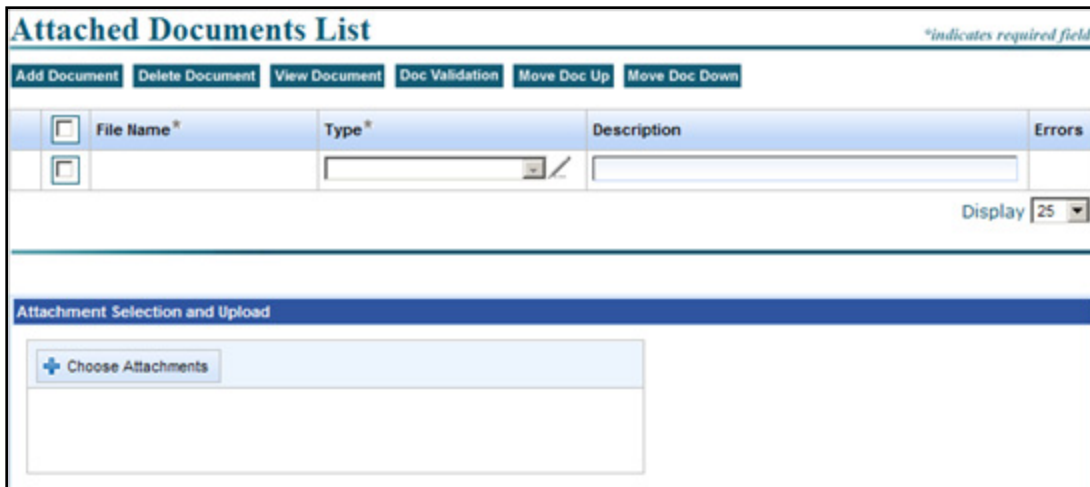 Attached Documents List
*indicates required field
Add Document Delete Document View Document Doc Validation Move Doc Up Move Doc Down
File Name* Type* Description Errors
Display 25
Attachment Selection and Upload
Choose Attachments